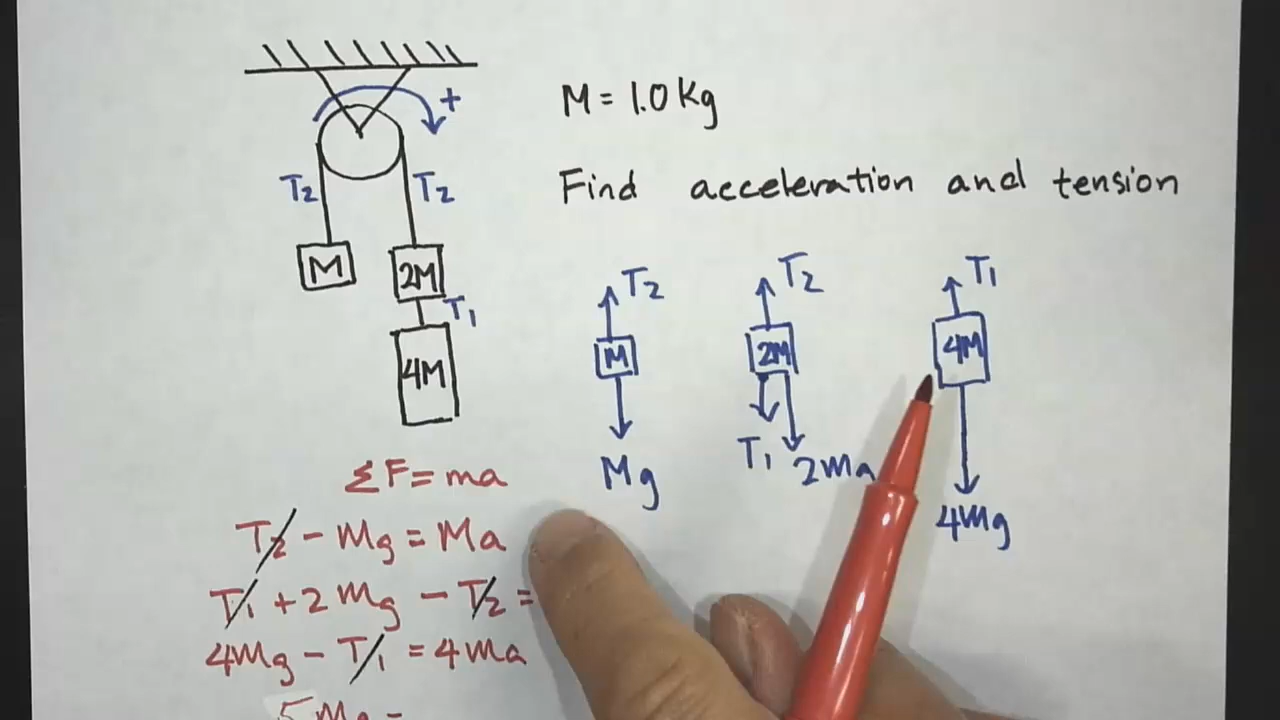 M = 1.0 Kg
+
T2 T2
Find acceleration and tension
M 2M
T1
4M
T2 T2 T1
M 2M 4M
Mg T1 2mg 4mg
ΣF = ma
T2 - Mg = Ma
T1 + 2Mg - T2 =
4Mg - T1 = 4ma
5Mg =